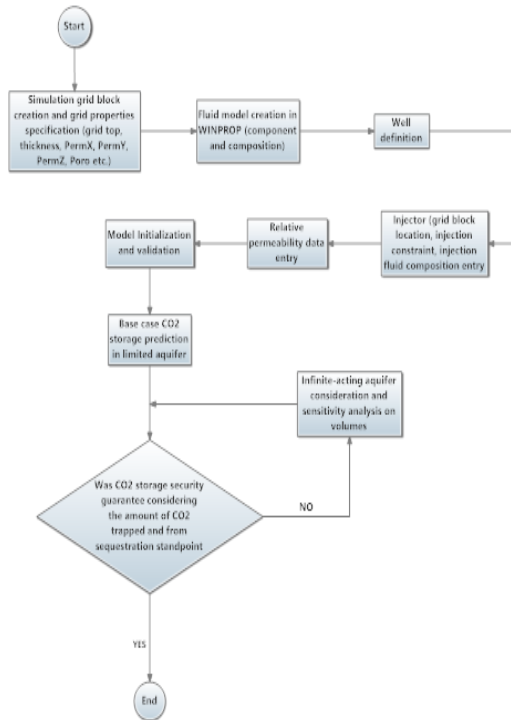 Start
Simulation grid block
creation and grid properties
specification (grid top,
thickness, PermX, PermY,
PermZ, Poro etc.)
Fluid model creation in
WINPROP (component
and composition)
Well
definition
Injector (grid block
location, injection
constraint, injection
fluid composition entry
Relative
permeability data
entry
Model Initialization
and validation
Base case CO2
storage prediction
in limited aquifer
Infinite-acting aquifer
consideration and
sensitivity analysis on
volumes
Was CO2 storage security
guarantee considering
the amount of CO2
trapped and from
sequestration standpoint
NO
YES
End